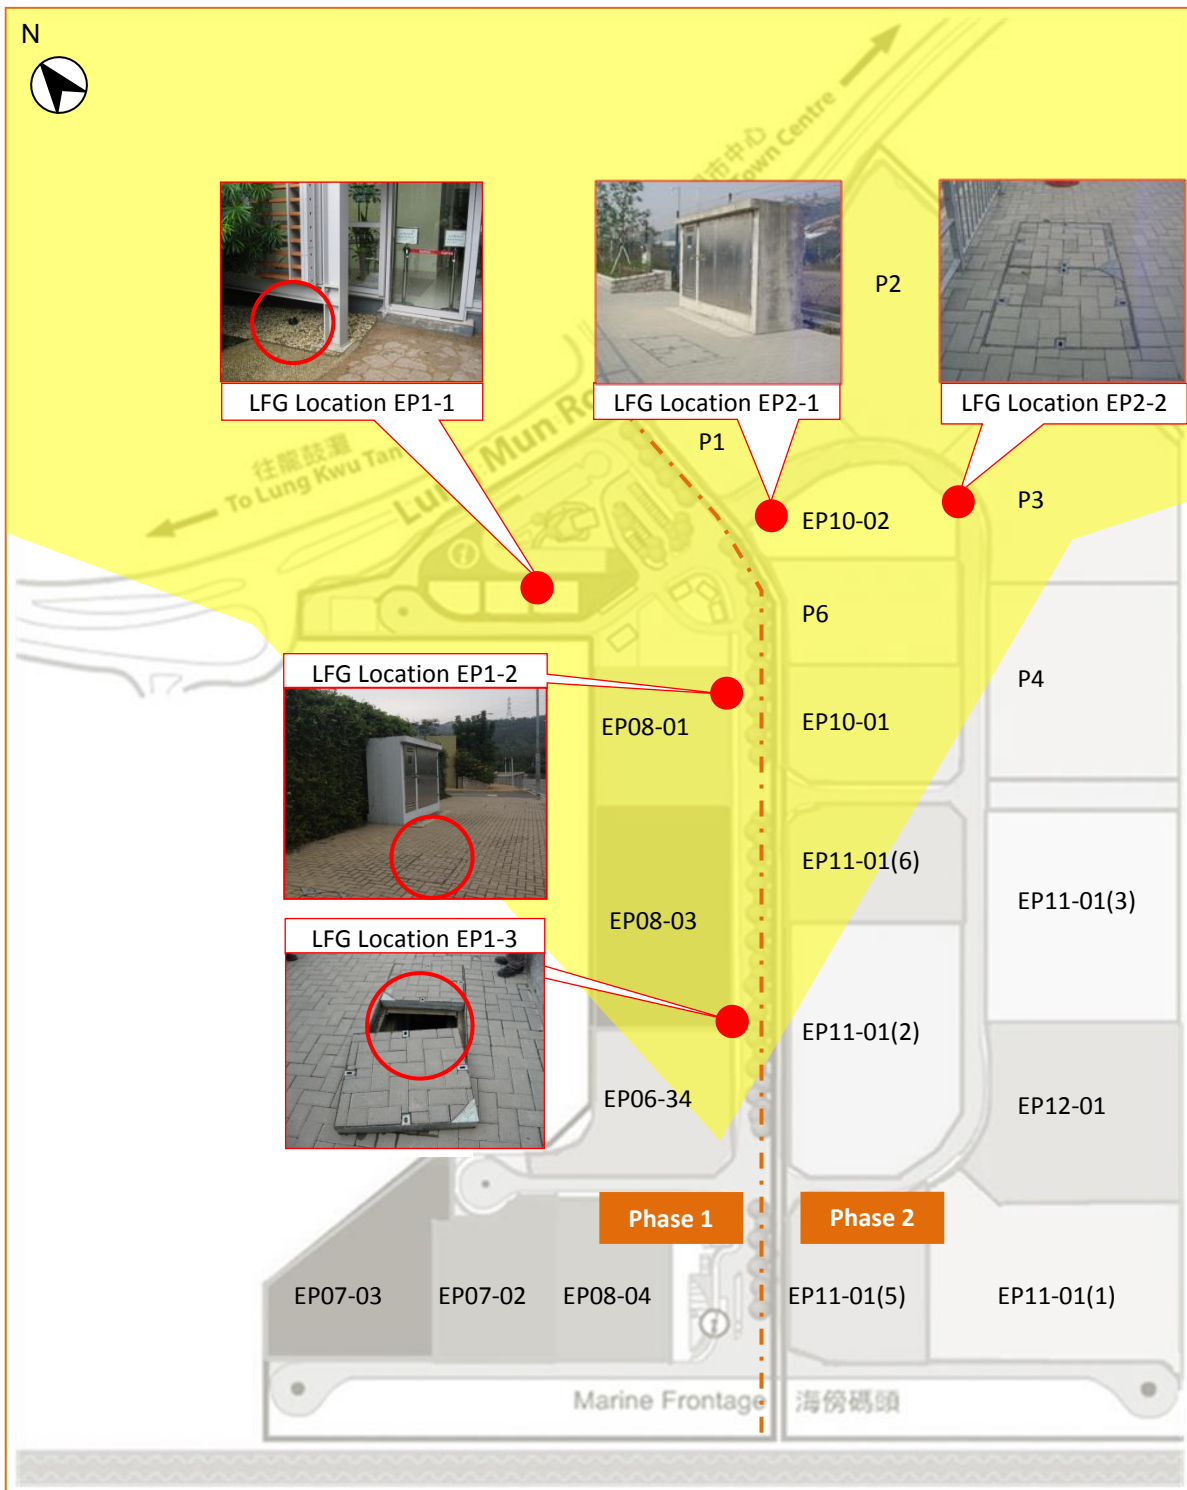 N
市中心
Town Centre
P2
LFG Location EP1-1
LFG Location EP2-1
LFG Location EP2-2
往龍鼓灘
To Lung Kwu Tan
Mun
P1
P3
EP10-02
P6
LFG Location EP1-2
P4
EP08-01
EP10-01
EP11-01(6)
EP08-03
EP11-01(3)
LFG Location EP1-3
EP11-01(2)
EP06-34
EP12-01
Phase 1
Phase 2
EP07-03
EP07-02
EP08-04
EP11-01(5)
EP11-01(1)
Marine Frontage
海傍碼頭